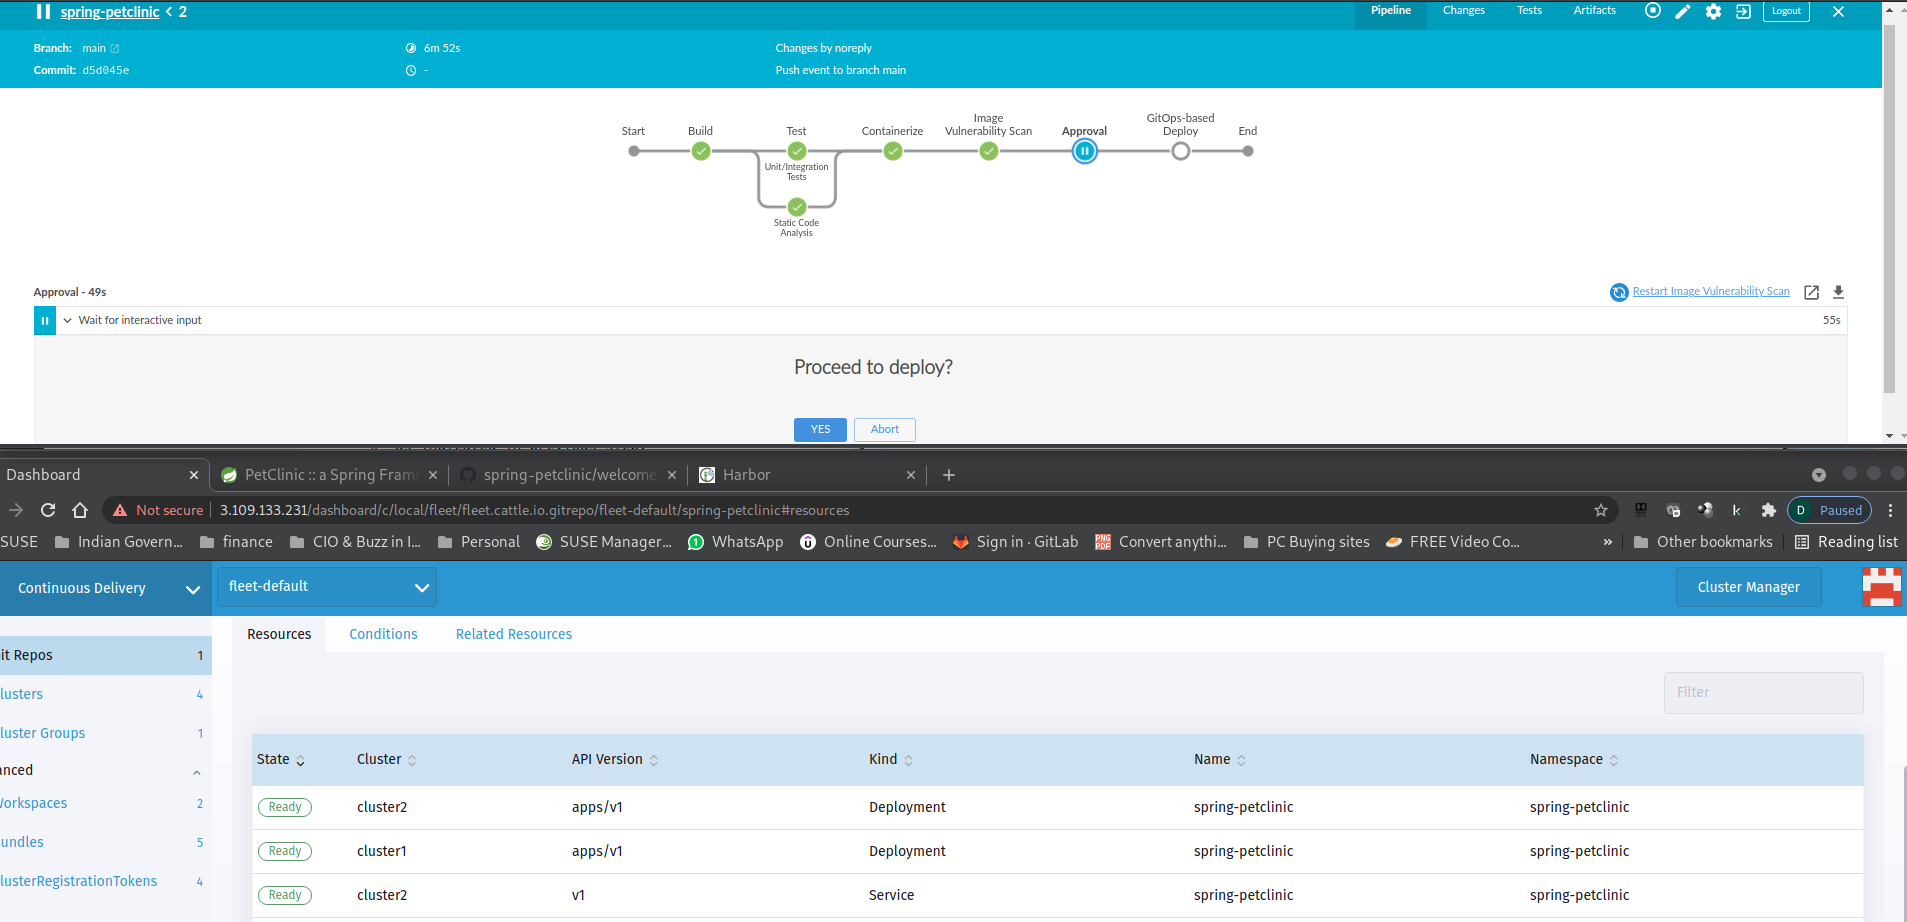 spring-petclinic < 2
Pipeline Changes Tests Artifacts Logout
Branch: main 6m 52s Changes by noreply
Commit: d5d045e - Push event to branch main
Start Build Test Containerize Image Vulnerability Scan Approval GitOps-based Deploy End
Unit/Integration Tests
Static Code Analysis
Approval - 49s Restart Image Vulnerability Scan
Wait for interactive input 55s
Proceed to deploy?
YES Abort
Dashboard PetClinic :: a Spring Fram spring-petclinic/welcome Harbor
Not secure 3.109.133.231/dashboard/c/local/fleet/fleet.cattle.io.gitrepo/fleet-default/spring-petclinic#resources D Paused
SUSE Indian Govern... finance CIO & Buzz in I... Personal SUSE Manager... WhatsApp Online Courses... Sign in · GitLab Convert anythi... PC Buying sites FREE Video Co... » Other bookmarks Reading list
Continuous Delivery fleet-default Cluster Manager
Resources Conditions Related Resources
it Repos 1
lusters 4
luster Groups 1
anced
Workspaces 2
undles 5
lusterRegistrationTokens 4
Filter
State Cluster API Version Kind Name Namespace
Ready cluster2 apps/v1 Deployment spring-petclinic spring-petclinic
Ready cluster1 apps/v1 Deployment spring-petclinic spring-petclinic
Ready cluster2 v1 Service spring-petclinic spring-petclinic